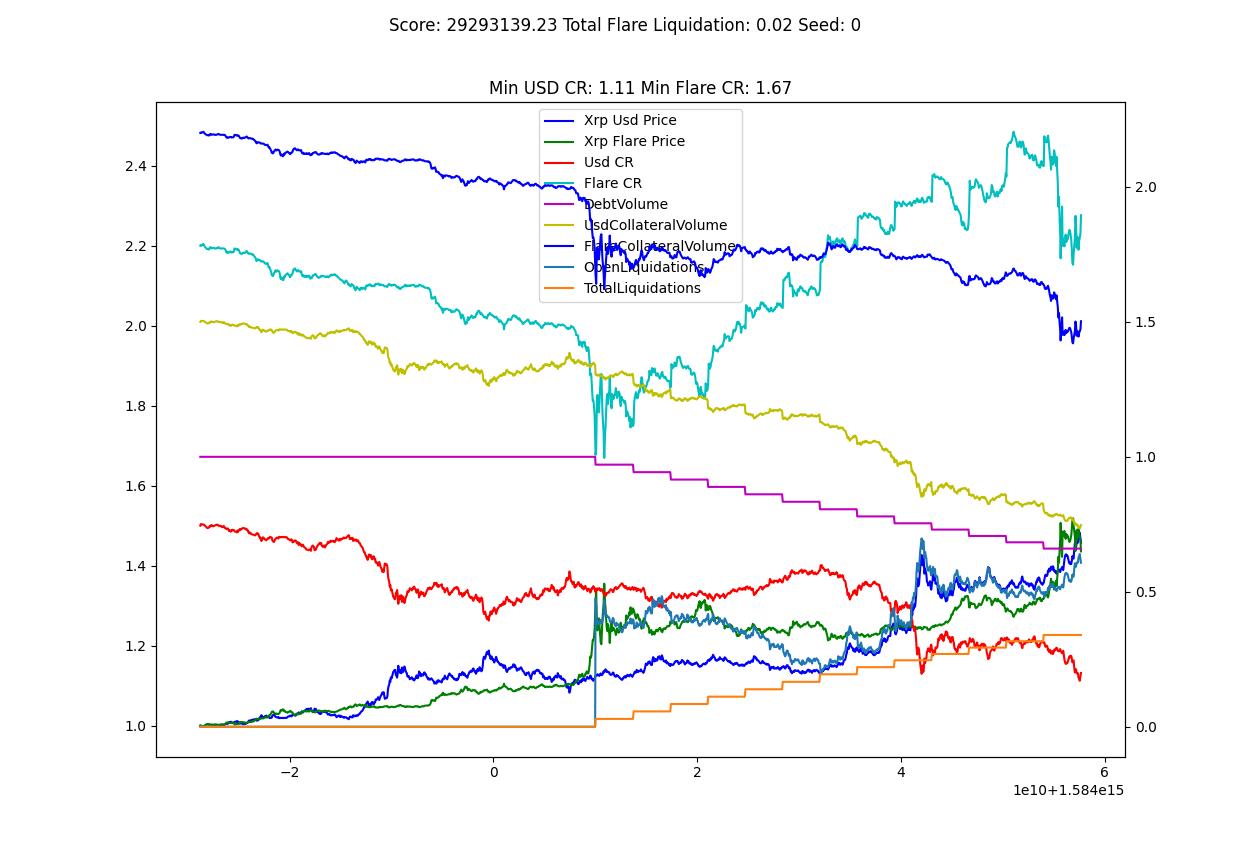 Score: 29293139.23 Total Flare Liquidation: 0.02 Seed: 0
Min USD CR: 1.11 Min Flare CR: 1.67
Xrp Usd Price
Xrp Flare Price
Usd CR
Flare CR
DebtVolume
UsdCollateralVolume
FlareCollateralVolume
OpenLiquidations
TotalLiquidations
2.4
2.2
2.0
1.8
1.6
1.4
1.2
1.0
2.0
1.5
1.0
0.5
0.0
−2 0 2 4 6
1e10+1.584e15